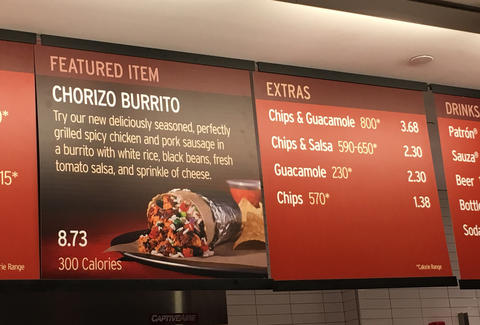 FEATURED ITEM
CHORIZO BURRITO
Try our new deliciously seasoned, perfectly
grilled spicy chicken and pork sausage in
a burrito with white rice, black beans, fresh
tomato salsa, and sprinkle of cheese.
8.73
300 Calories
EXTRAS
Chips & Guacamole 800* 3.68
Chips & Salsa 590-650* 2.30
Guacamole 230* 2.30
Chips 570* 1.38
*Calorie Range
DRINKS
Patrón®
Sauza®
Beer
Bottle
Soda
15*
rie Range
CAPTIVEAIRE